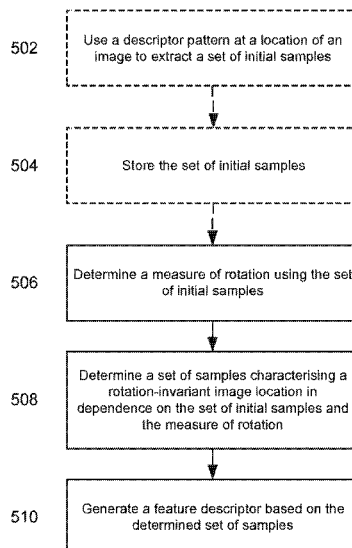 502
Use a descriptor pattern at a location of an
image to extract a set of initial samples
504
Store the set of initial samples
506
Determine a measure of rotation using the set
of initial samples
508
Determine a set of samples characterising a
rotation-invariant image location in
dependence on the set of initial samples and
the measure of rotation
510
Generate a feature descriptor based on the
determined set of samples